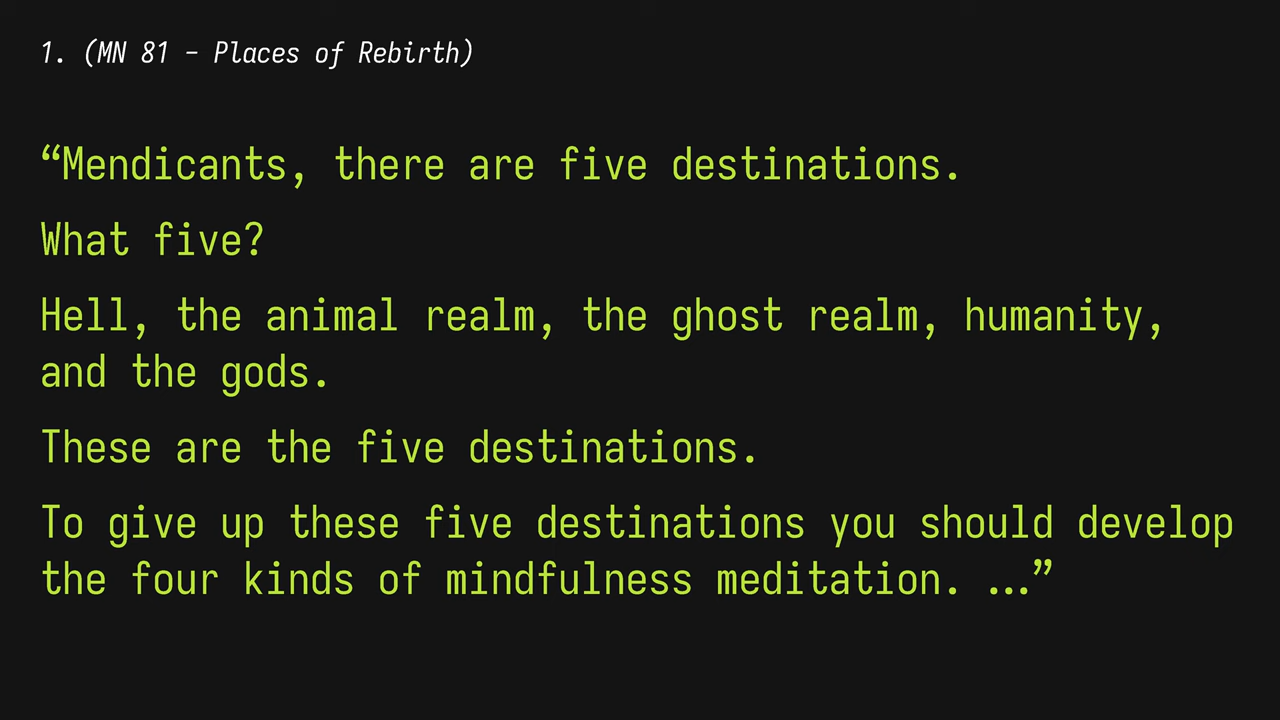 1. (MN 81 – Places of Rebirth)
“Mendicants, there are five destinations.
What five?
Hell, the animal realm, the ghost realm, humanity,
and the gods.
These are the five destinations.
To give up these five destinations you should develop
the four kinds of mindfulness meditation. ...”